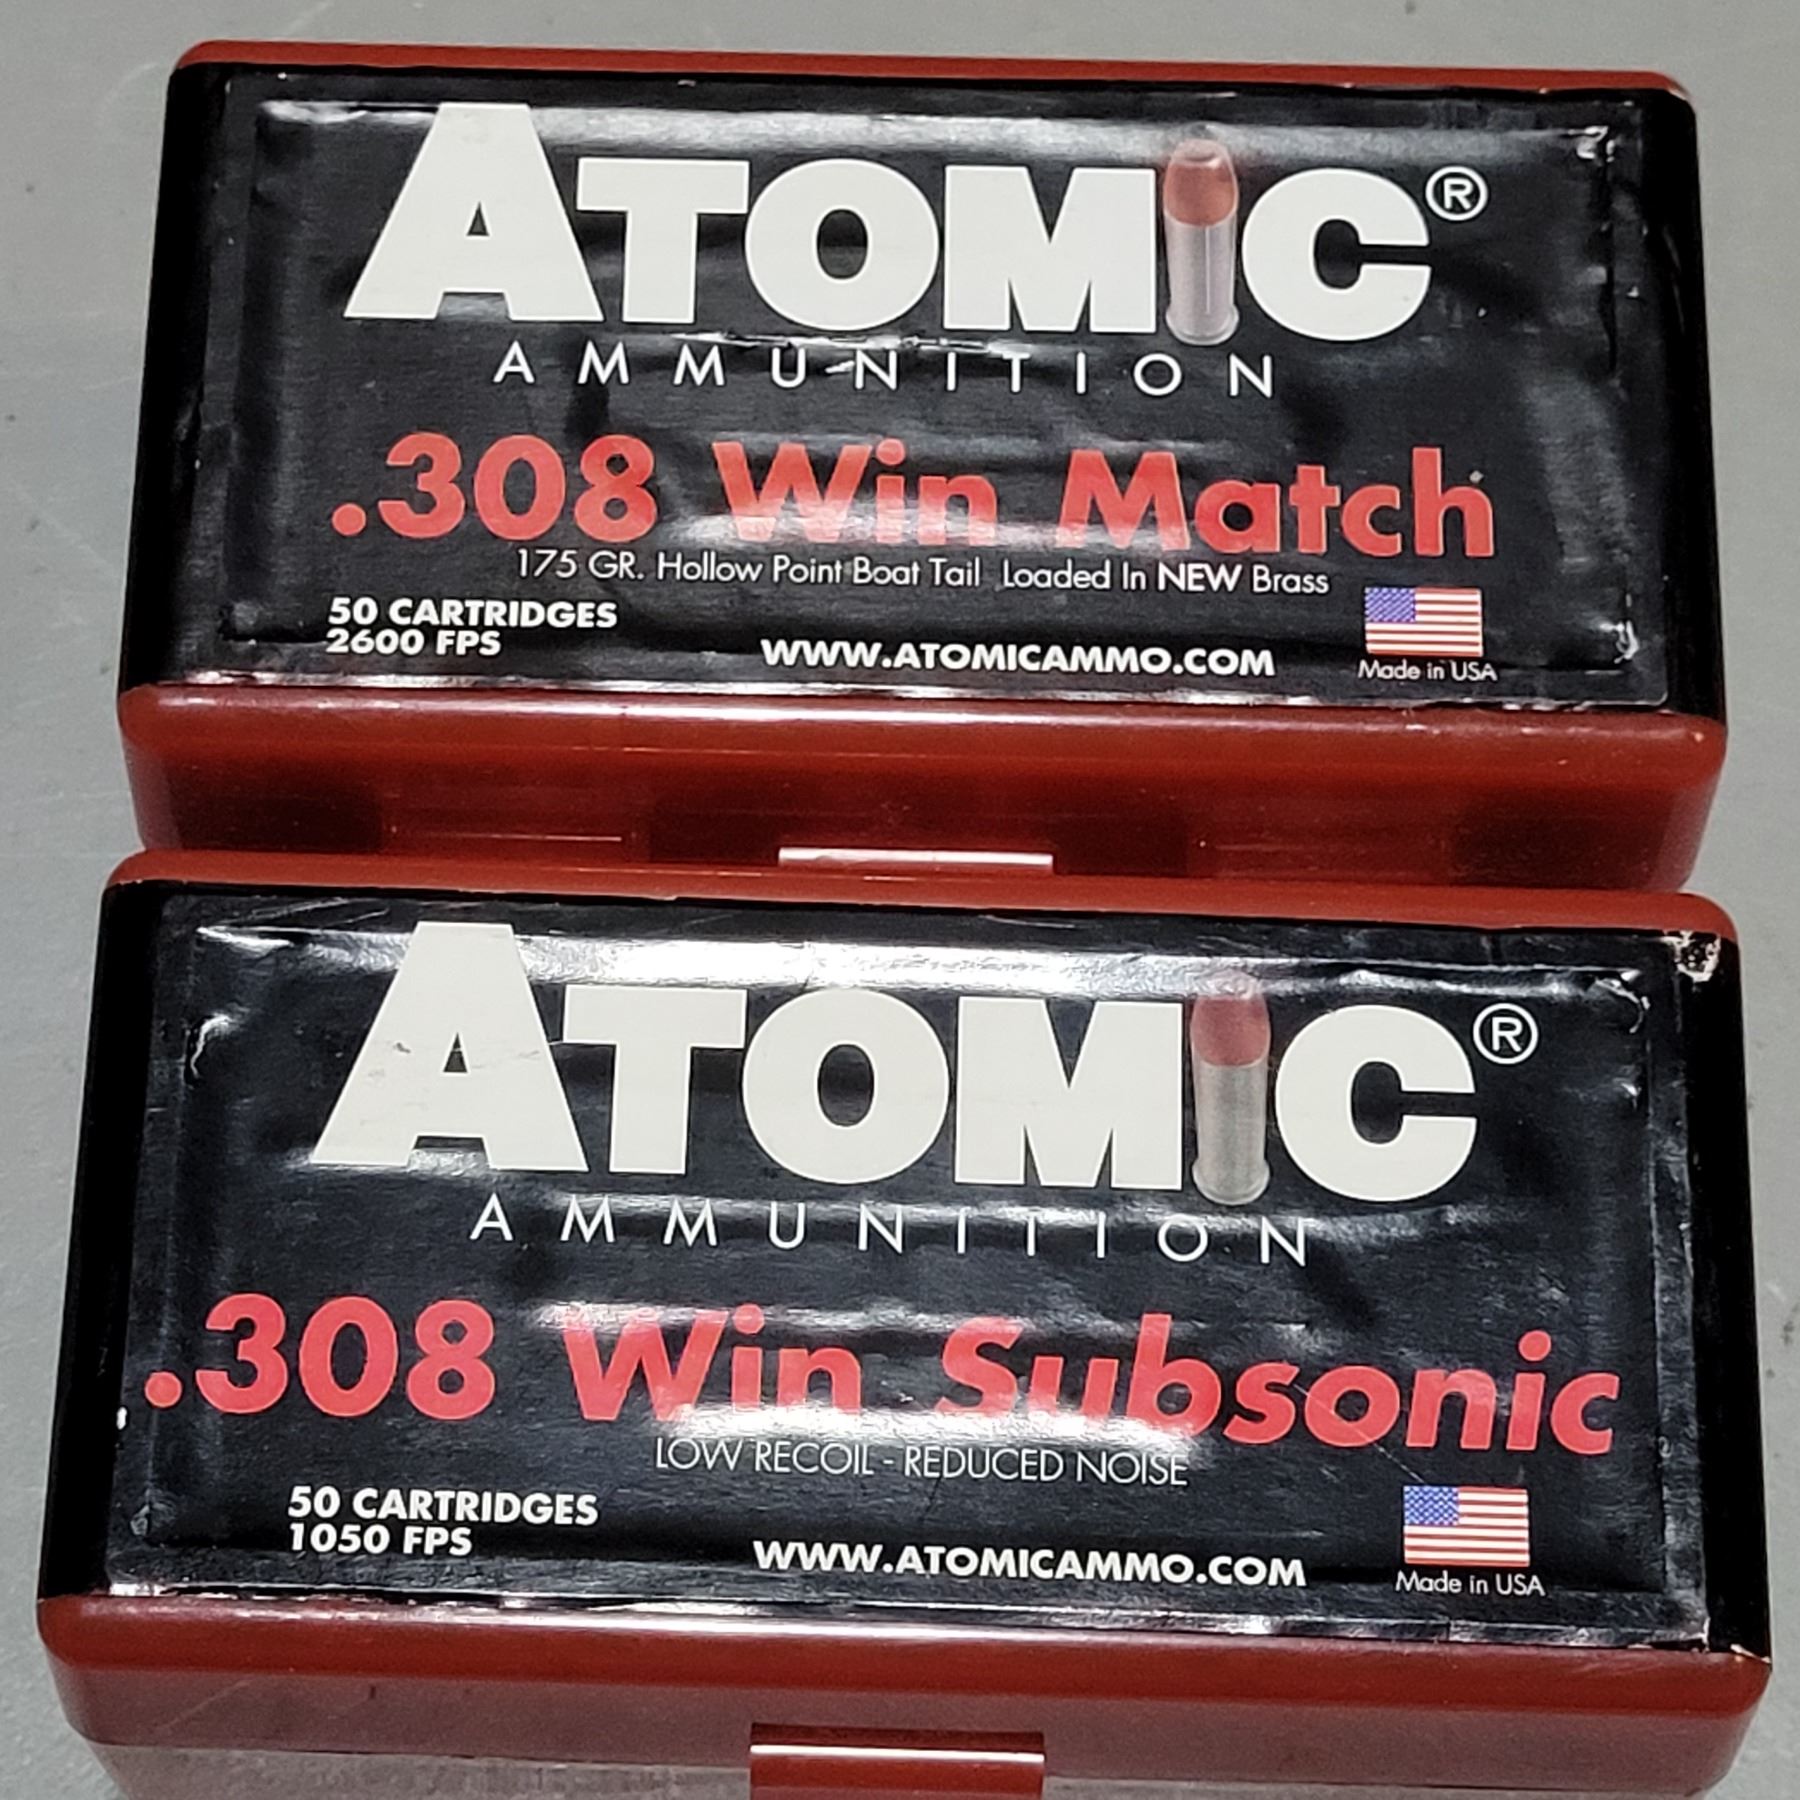 ATOMIC®
AMMUNITION
.308 Win Match
175 GR. Hollow Point Boat Tail Loaded In NEW Brass
50 CARTRIDGES
2600 FPS
WWW.ATOMICAMMO.COM
Made in USA
ATOMIC®
AMMUNITION
.308 Win Subsonic
LOW RECOIL - REDUCED NOISE
50 CARTRIDGES
1050 FPS
WWW.ATOMICAMMO.COM
Made in USA